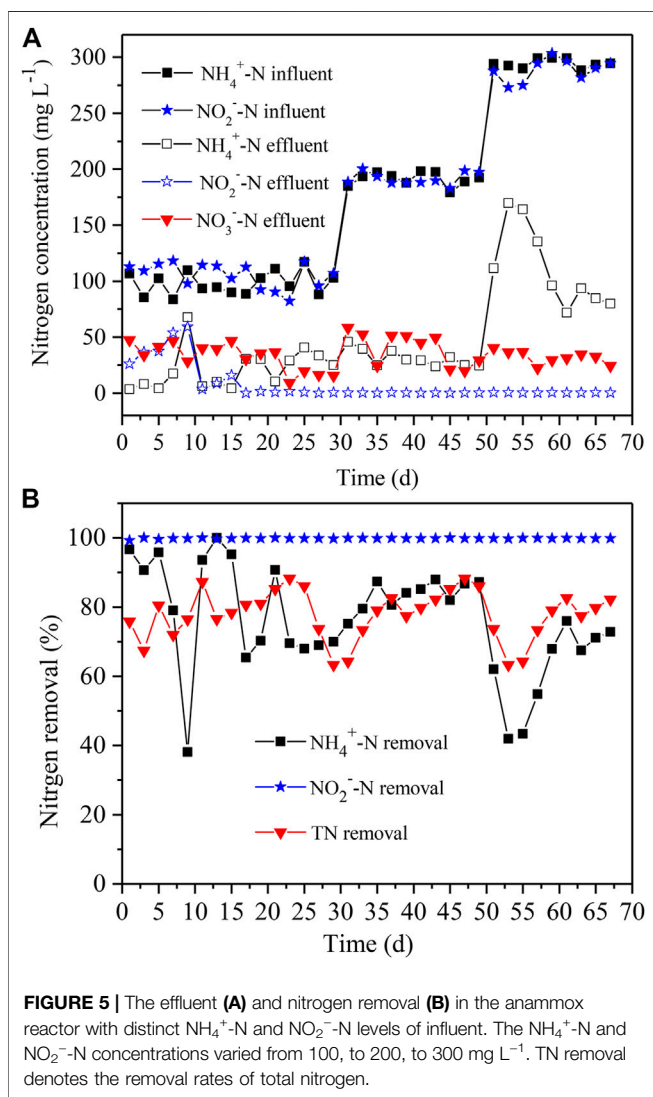 A
Nitrogen concentration (mg L⁻¹)
300
250
200
150
100
50
0
NH₄⁺-N influent
NO₂⁻-N influent
NH₄⁺-N effluent
NO₂⁻-N effluent
NO₃⁻-N effluent
0 5 10 15 20 25 30 35 40 45 50 55 60 65 70
Time (d)
B
Nitrgen removal (%)
100
80
60
40
20
0
NH₄⁺-N removal
NO₂⁻-N removal
TN removal
0 5 10 15 20 25 30 35 40 45 50 55 60 65 70
Time (d)
FIGURE 5 | The effluent (A) and nitrogen removal (B) in the anammox
reactor with distinct NH₄⁺-N and NO₂⁻-N levels of influent. The NH₄⁺-N and
NO₂⁻-N concentrations varied from 100, to 200, to 300 mg L⁻¹. TN removal
denotes the removal rates of total nitrogen.